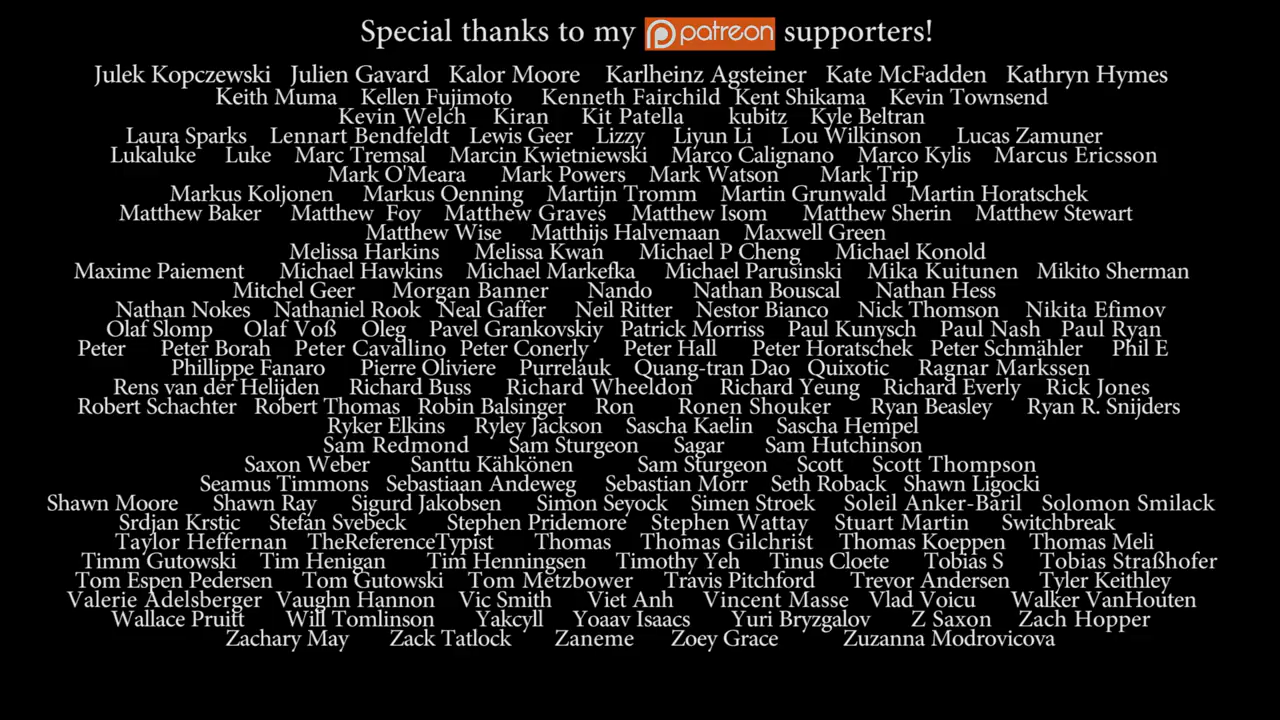 Special thanks to my patreon supporters!
Julek Kopczewski Julien Gavard Kalor Moore Karlheinz Agsteiner Kate McFadden Kathryn Hymes
Keith Muma Kellen Fujimoto Kenneth Fairchild Kent Shikama Kevin Townsend
Kevin Welch Kiran Kit Patella kubitz Kyle Beltran
Laura Sparks Lennart Bendfeldt Lewis Geer Lizzy Liyun Li Lou Wilkinson Lucas Zamuner
Lukaluke Luke Marc Tremsal Marcin Kwietniewski Marco Calignano Marco Kylis Marcus Ericsson
Mark O'Meara Mark Powers Mark Watson Mark Trip
Markus Koljonen Markus Oenning Martijn Tromm Martin Grunwald Martin Horatschek
Matthew Baker Matthew Foy Matthew Graves Matthew Isom Matthew Sherin Matthew Stewart
Matthew Wise Matthijs Halvemaan Maxwell Green
Melissa Harkins Melissa Kwan Michael P Cheng Michael Konold
Maxime Paiement Michael Hawkins Michael Markefka Michael Parusinski Mika Kuitunen Mikito Sherman
Mitchel Geer Morgan Banner Nando Nathan Bouscal Nathan Hess
Nathan Nokes Nathaniel Rook Neal Gaffer Neil Ritter Nestor Bianco Nick Thomson Nikita Efimov
Olaf Slomp Olaf Voß Oleg Pavel Grankovskiy Patrick Morriss Paul Kunysch Paul Nash Paul Ryan
Peter Peter Borah Peter Cavallino Peter Conerly Peter Hall Peter Horatschek Peter Schmähler Phil E
Phillippe Fanaro Pierre Oliviere Purrelauk Quang-tran Dao Quixotic Ragnar Markssen
Rens van der Helijden Richard Buss Richard Wheeldon Richard Yeung Richard Everly Rick Jones
Robert Schachter Robert Thomas Robin Balsinger Ron Ronen Shouker Ryan Beasley Ryan R. Snijders
Ryker Elkins Ryley Jackson Sascha Kaelin Sascha Hempel
Sam Redmond Sam Sturgeon Sagar Sam Hutchinson
Saxon Weber Santtu Kähkönen Sam Sturgeon Scott Scott Thompson
Seamus Timmons Sebastiaan Andeweg Sebastian Morr Seth Roback Shawn Ligocki
Shawn Moore Shawn Ray Sigurd Jakobsen Simon Seyock Simen Stroek Soleil Anker-Baril Solomon Smilack
Srdjan Krstic Stefan Svebeck Stephen Pridemore Stephen Wattay Stuart Martin Switchbreak
Taylor Heffernan TheReferenceTypist Thomas Thomas Gilchrist Thomas Koeppen Thomas Meli
Timm Gutowski Tim Henigan Tim Henningsen Timothy Yeh Tinus Cloete Tobias S Tobias Straßhofer
Tom Espen Pedersen Tom Gutowski Tom Metzbower Travis Pitchford Trevor Andersen Tyler Keithley
Valerie Adelsberger Vaughn Hannon Vic Smith Viet Anh Vincent Masse Vlad Voicu Walker VanHouten
Wallace Pruitt Will Tomlinson Yakcyll Yoaav Isaacs Yuri Bryzgalov Z Saxon Zach Hopper
Zachary May Zack Tatlock Zaneme Zoey Grace Zuzanna Modrovicova